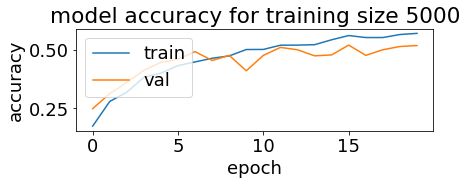 model accuracy for training size 5000
accuracy
0.50
0.25
train
val
0 5 10 15
epoch